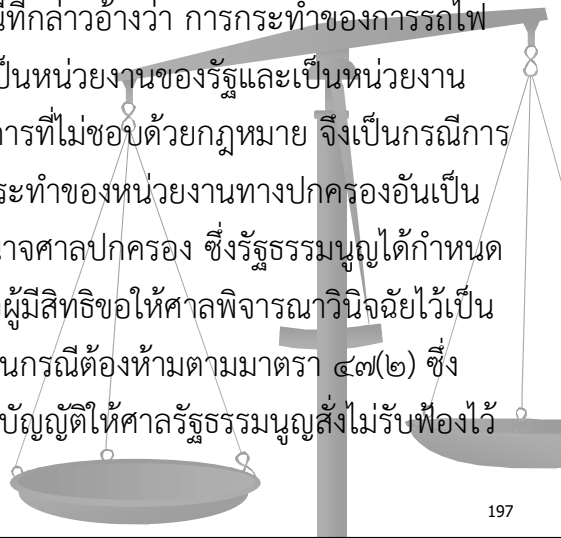 นีที่กล่าวอ้างว่า การกระทำของการรถไฟ
ป็นหน่วยงานของรัฐและเป็นหน่วยงาน
การที่ไม่ชอบด้วยกฎหมาย จึงเป็นกรณีการ
ระทำของหน่วยงานทางปกครองอันเป็น
นาจศาลปกครอง ซึ่งรัฐธรรมนูญได้กำหนด
ผู้มีสิทธิขอให้ศาลพิจารณาวินิจฉัยไว้เป็น
นกรณีต้องห้ามตามมาตรา ๔๗(๒) ซึ่ง
บัญญัติให้ศาลรัฐธรรมนูญสั่งไม่รับฟ้องไว้
197